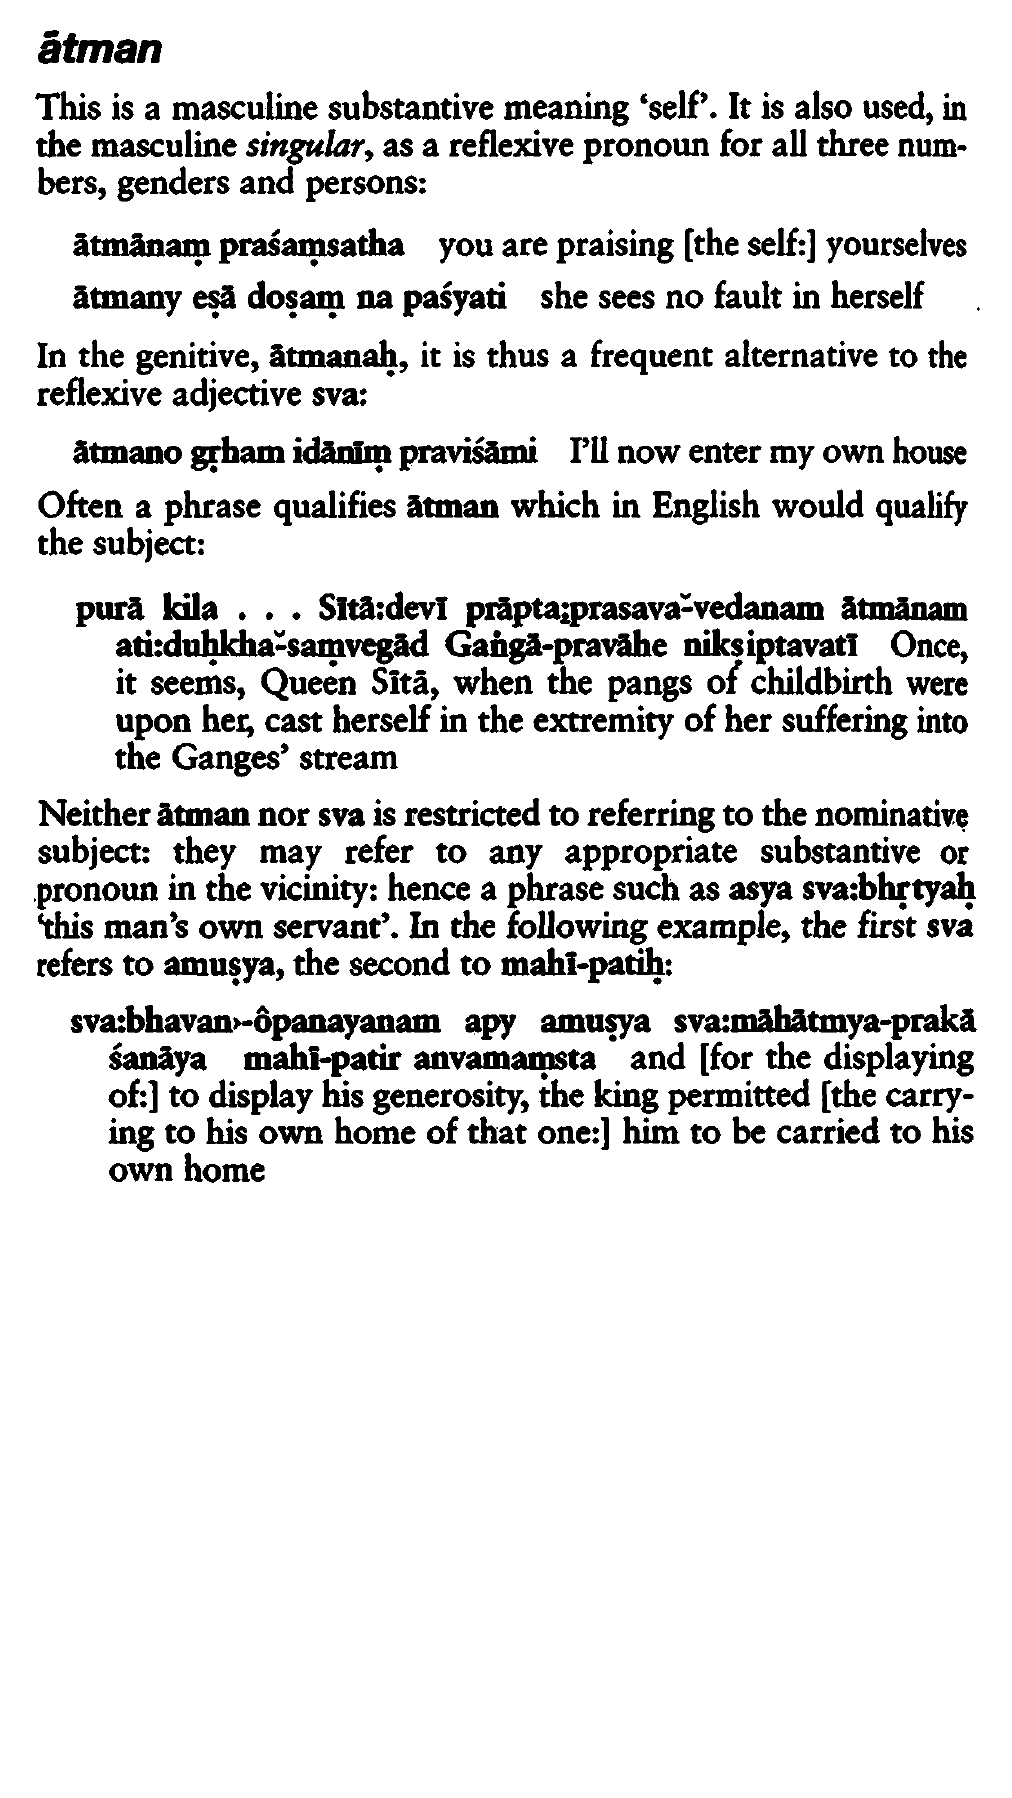 ātman
This is a masculine substantive meaning ‘self’. It is also used, in
the masculine singular, as a reflexive pronoun for all three num-
bers, genders and persons:
ātmānaṃ praśaṃsatha you are praising [the self:] yourselves
ātmany eṣā doṣaṃ na paśyati she sees no fault in herself
In the genitive, ātmanaḥ, it is thus a frequent alternative to the
reflexive adjective sva:
ātmano gṛham idānīṃ praviśāmi I’ll now enter my own house
Often a phrase qualifies ātman which in English would qualify
the subject:
purā kila . . . Sītā:devī prāpta;prasava˘-vedanam ātmānam
ati:duḥkha˘-saṃvegād Gaṅgā-pravāhe nikṣiptavatī Once,
it seems, Queen Sītā, when the pangs of childbirth were
upon her, cast herself in the extremity of her suffering into
the Ganges’ stream
Neither ātman nor sva is restricted to referring to the nominative
subject: they may refer to any appropriate substantive or
pronoun in the vicinity: hence a phrase such as asya sva:bhṛtyaḥ
‘this man’s own servant’. In the following example, the first sva
refers to amuṣya, the second to mahī-patiḥ:
sva:bhavan›-ôpanayanam apy amuṣya sva:māhātmya-prakā
śanāya mahī-patir anvamaṃsta and [for the displaying
of:] to display his generosity, the king permitted [the carry-
ing to his own home of that one:] him to be carried to his
own home